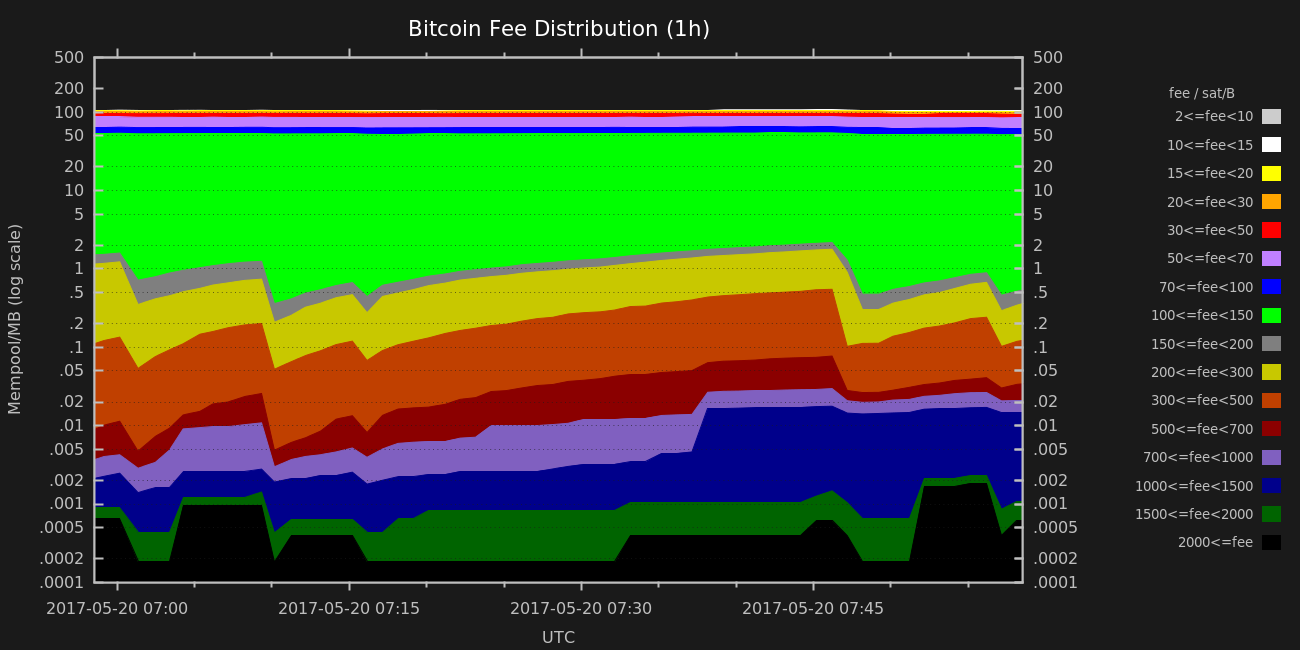 Bitcoin Fee Distribution (1h)
500 500
200 200
100 100
50 50
20 20
10 10
5 5
2 2
1 1
.5 .5
.2 .2
.1 .1
.05 .05
.02 .02
.01 .01
.005 .005
.002 .002
.001 .001
.0005 .0005
.0002 .0002
.0001 .0001
Mempool/MB (log scale)
2017-05-20 07:00 2017-05-20 07:15 2017-05-20 07:30 2017-05-20 07:45
UTC
fee / sat/B
2<=fee<10
10<=fee<15
15<=fee<20
20<=fee<30
30<=fee<50
50<=fee<70
70<=fee<100
100<=fee<150
150<=fee<200
200<=fee<300
300<=fee<500
500<=fee<700
700<=fee<1000
1000<=fee<1500
1500<=fee<2000
2000<=fee